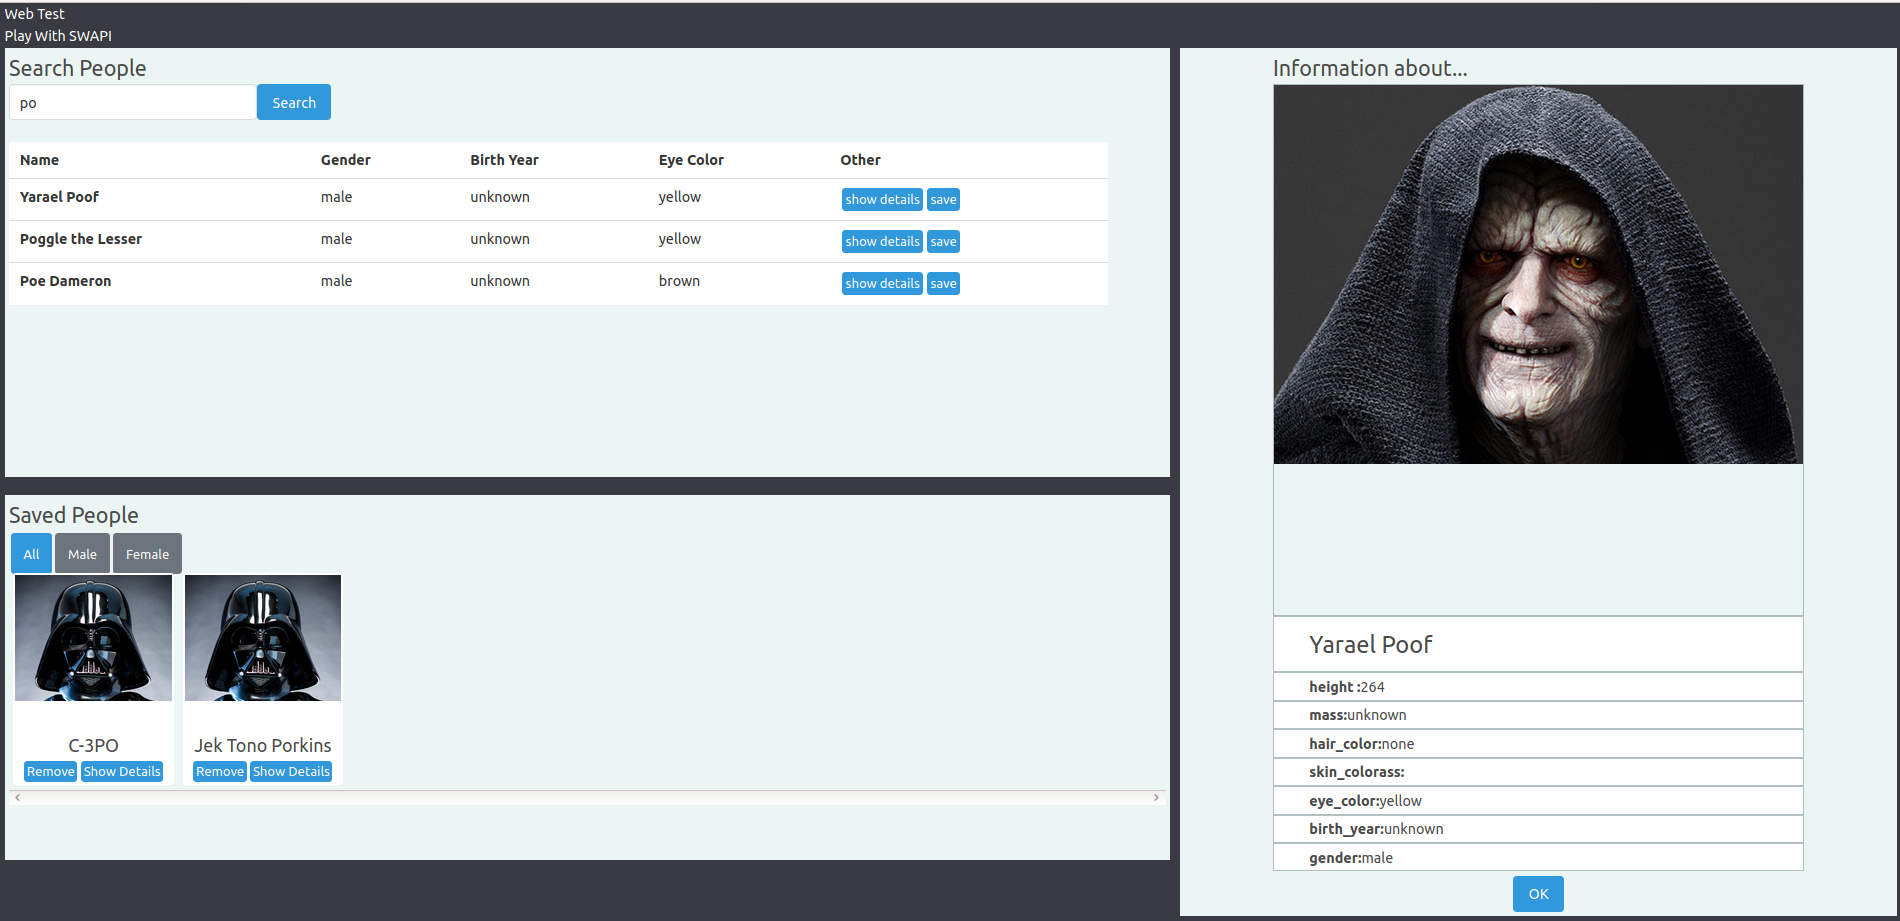 Web Test
Play With SWAPI
Search People
po Search
Name Gender Birth Year Eye Color Other
Yarael Poof male unknown yellow show details save
Poggle the Lesser male unknown yellow show details save
Poe Dameron male unknown brown show details save
Saved People
All Male Female
C-3PO Jek Tono Porkins
Remove Show Details Remove Show Details
Information about...
Yarael Poof
height :264
mass:unknown
hair_color:none
skin_colorass:
eye_color:yellow
birth_year:unknown
gender:male
OK